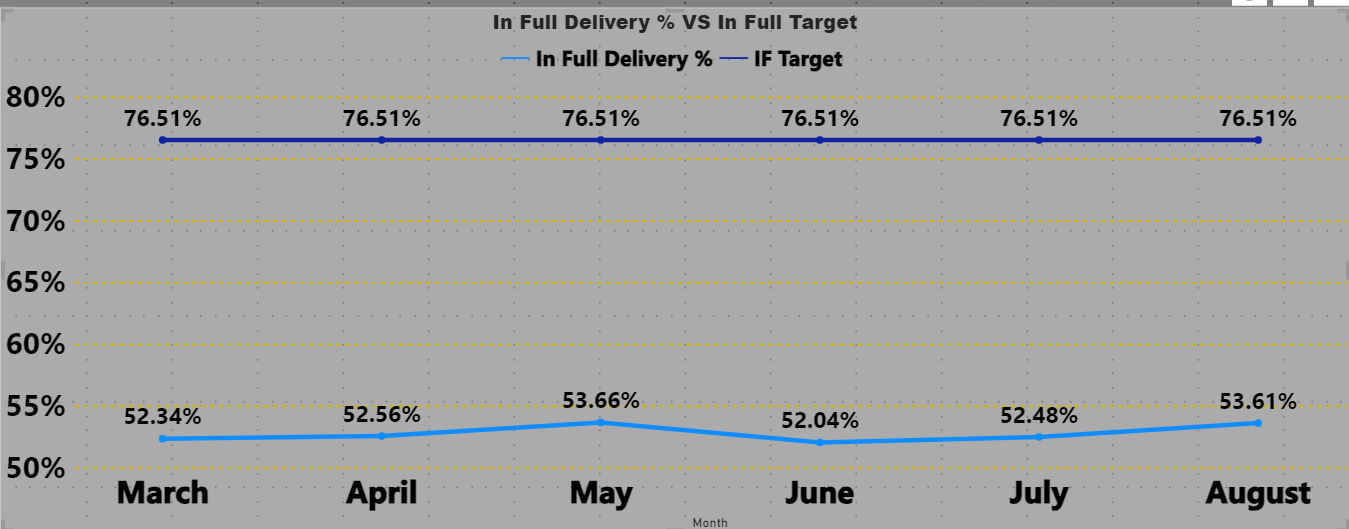 In Full Delivery % VS In Full Target
In Full Delivery % IF Target
80%
76.51% 76.51% 76.51% 76.51% 76.51% 76.51%
75%
70%
65%
60%
55%
52.34% 52.56% 53.66% 52.04% 52.48% 53.61%
50%
March April May June July August
Month